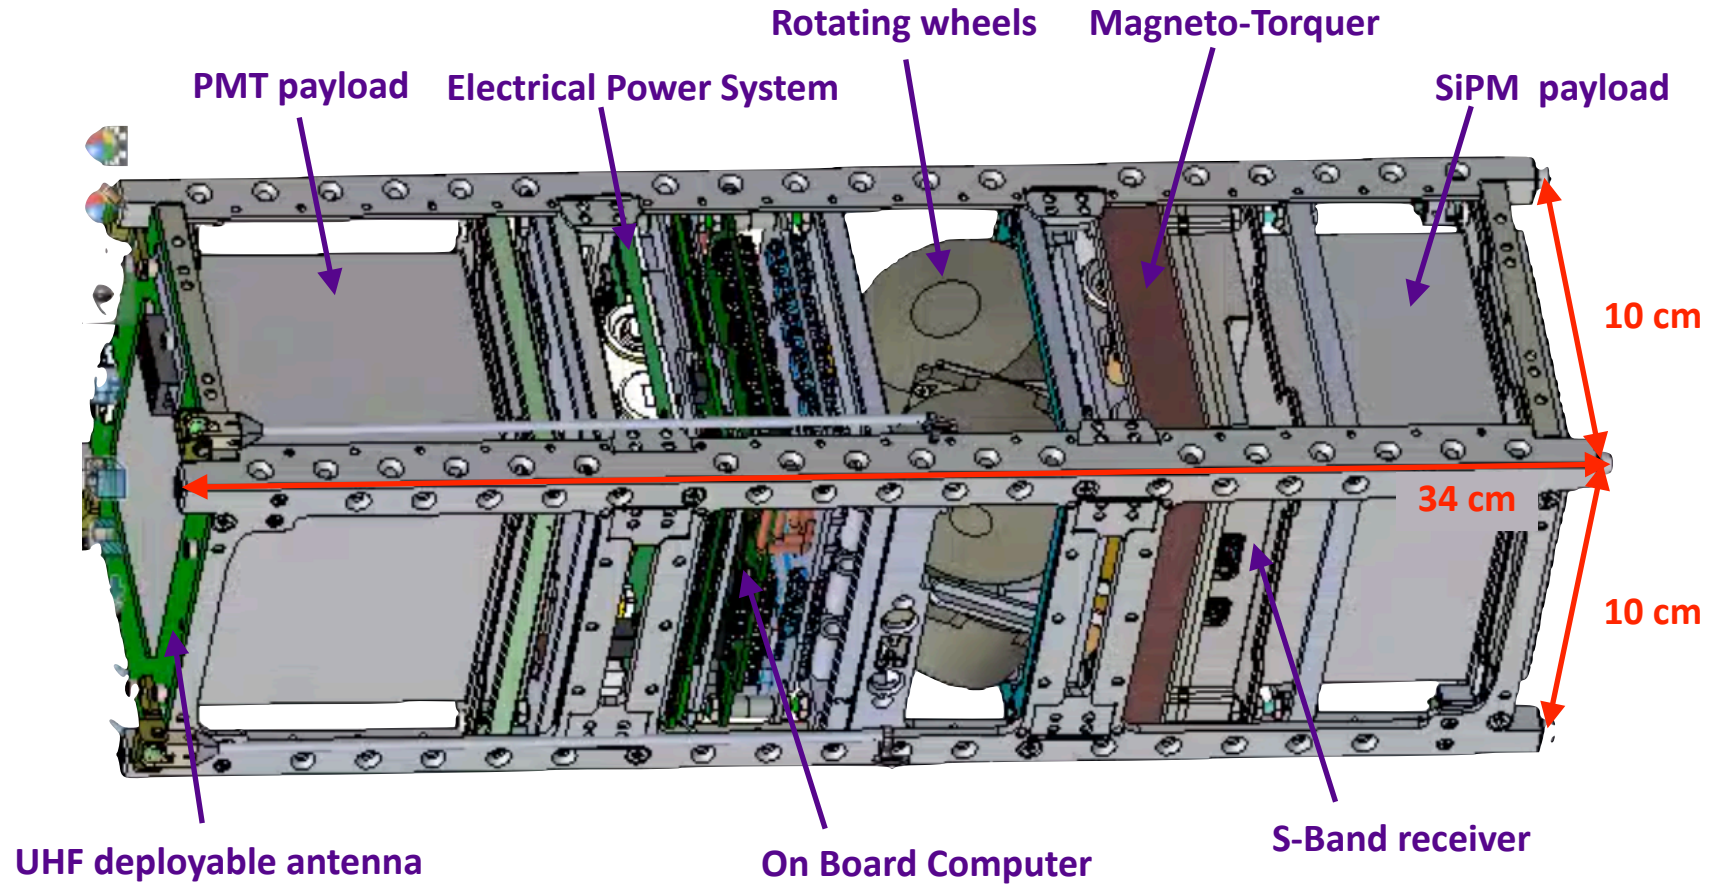 Rotating wheels
Magneto-Torquer
PMT payload
Electrical Power System
SiPM payload
10 cm
34 cm
10 cm
UHF deployable antenna
On Board Computer
S-Band receiver